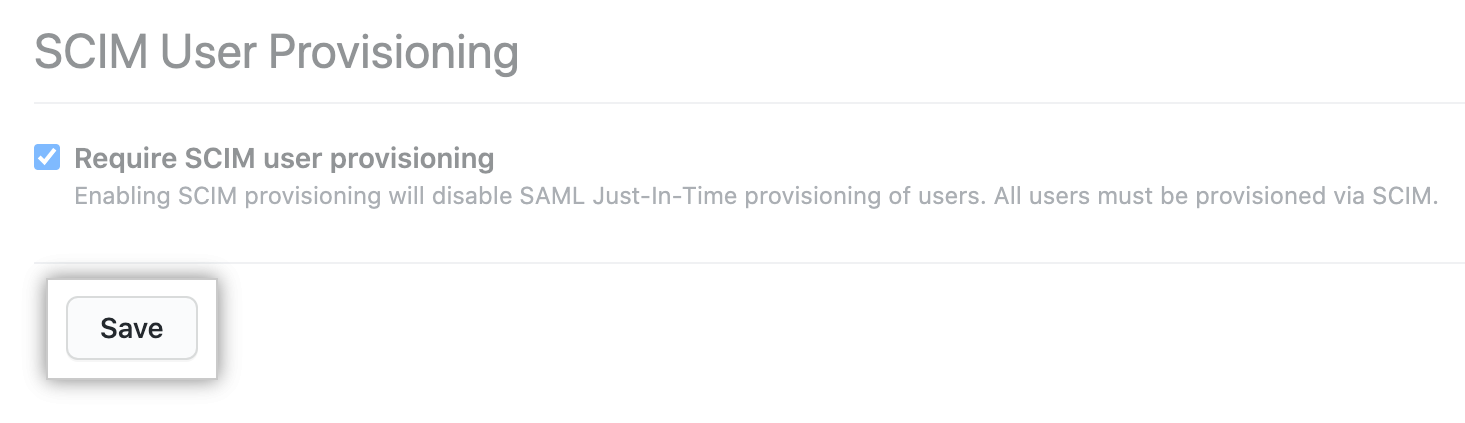 SCIM User Provisioning
Require SCIM user provisioning
Enabling SCIM provisioning will disable SAML Just-In-Time provisioning of users. All users must be provisioned via SCIM.
Save